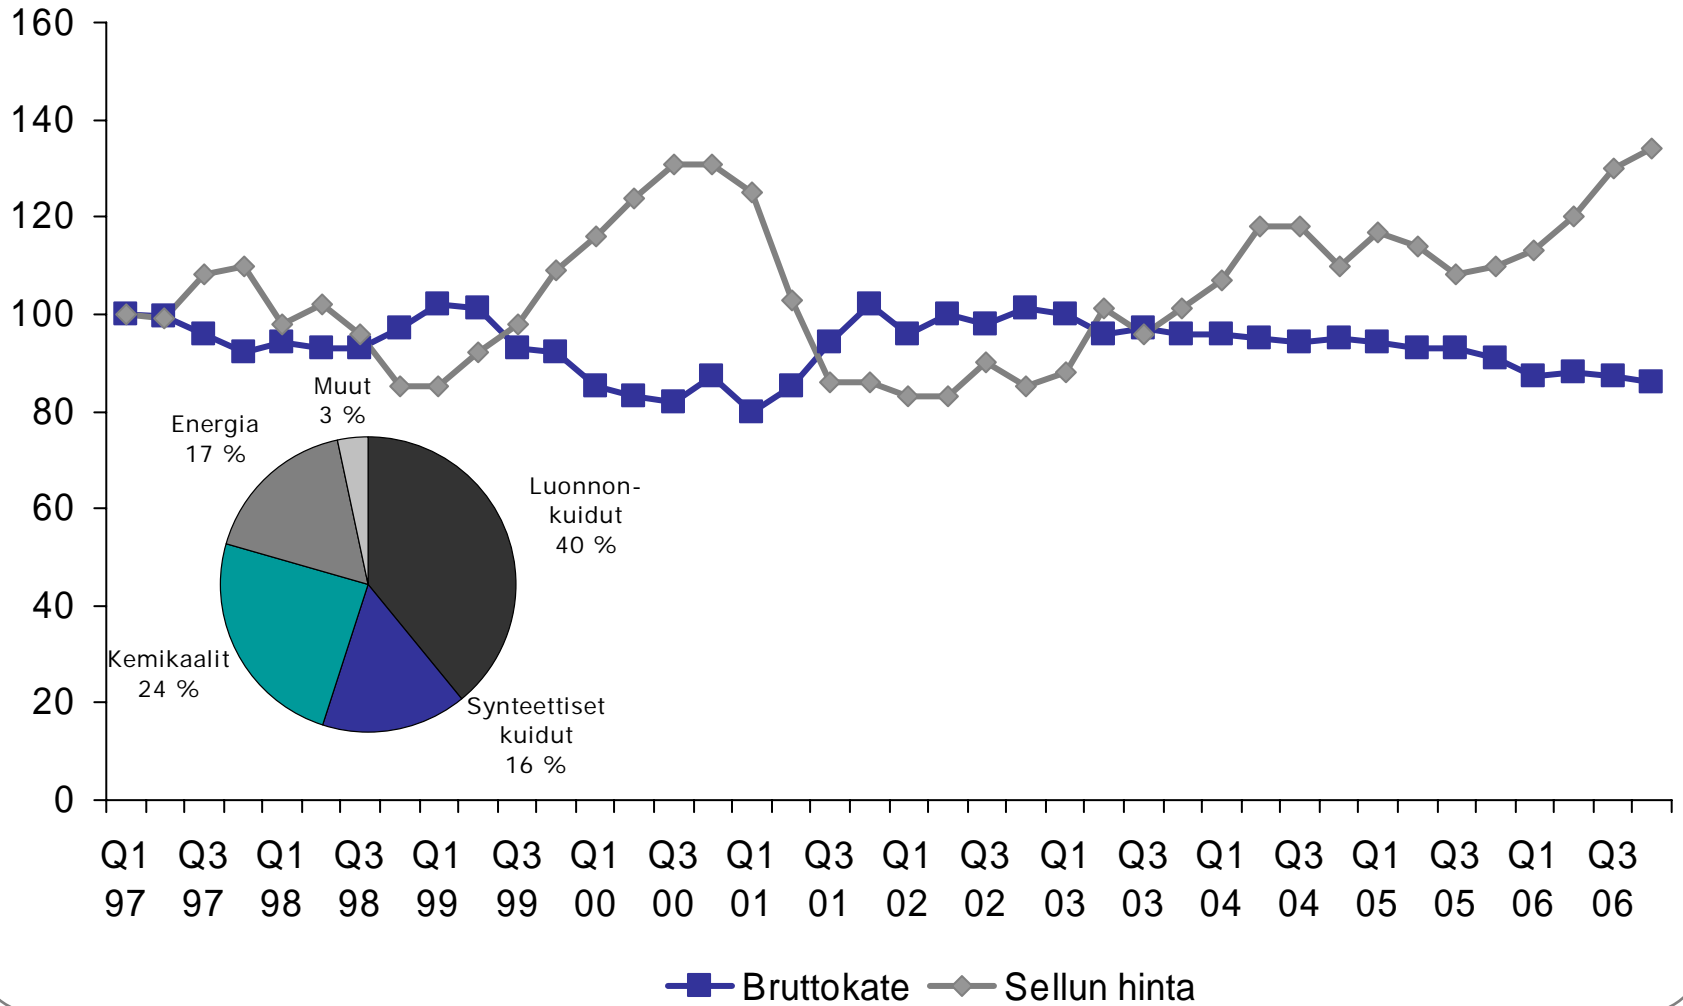 160
140
120
100
80
60
40
20
0
Muut
3 %
Energia
17 %
Luonnon-
kuidut
40 %
Kemikaalit
24 %
Synteettiset
kuidut
16 %
Q1 Q3 Q1 Q3 Q1 Q3 Q1 Q3 Q1 Q3 Q1 Q3 Q1 Q3 Q1 Q3 Q1 Q3 Q1 Q3
97 97 98 98 99 99 00 00 01 01 02 02 03 03 04 04 05 05 06 06
Bruttokate Sellun hinta